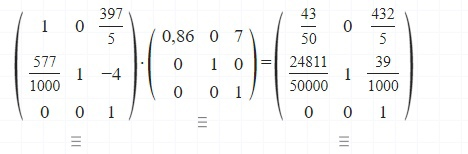 ( 1 0 397/5 ) ( 0,86 0 7 ) ( 43/50 0 432/5 )
( 577/1000 1 −4 ) · ( 0 1 0 ) = ( 24811/50000 1 39/1000 )
( 0 0 1 ) ( 0 0 1 ) ( 0 0 1 )